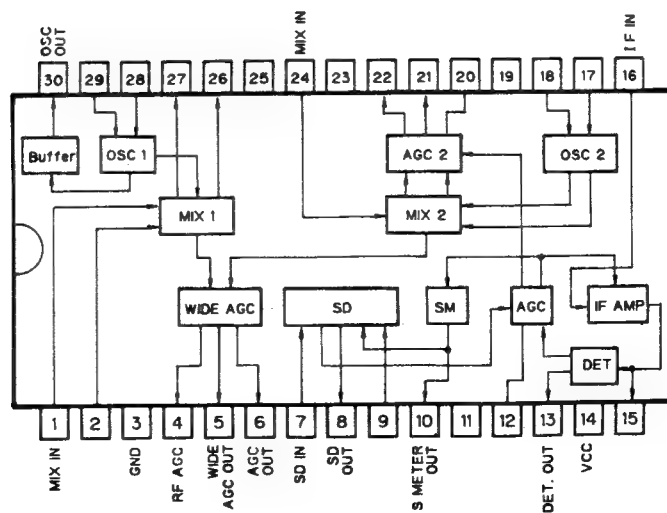 OSC OUT
MIX IN
IF IN
30 29 28 27 26 25 24 23 22 21 20 19 18 17 16
Buffer
OSC 1
AGC 2
OSC 2
MIX 1
MIX 2
WIDE AGC
SD
SM
AGC
IF AMP
DET
1 2 3 4 5 6 7 8 9 10 11 12 13 14 15
MIX IN
GND
RF AGC
WIDE AGC OUT
AGC OUT
SD IN
SD OUT
S METER OUT
DET. OUT
VCC